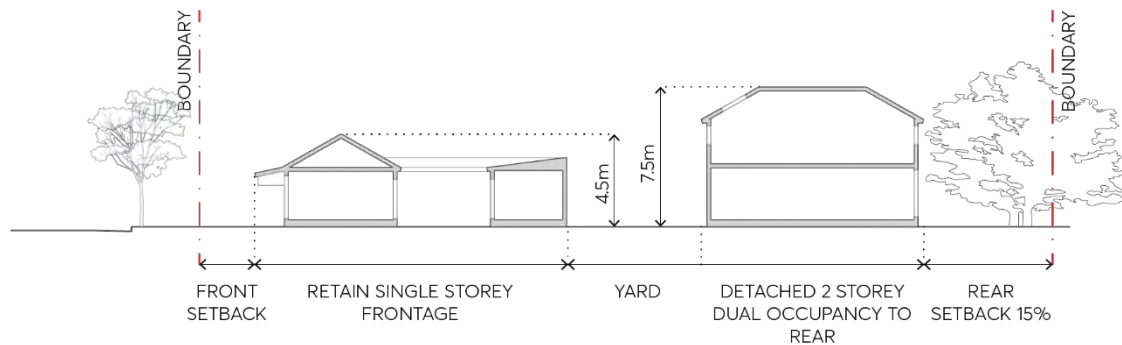 BOUNDARY
BOUNDARY
4.5m
7.5m
FRONT
SETBACK
RETAIN SINGLE STOREY
FRONTAGE
YARD
DETACHED 2 STOREY
DUAL OCCUPANCY TO
REAR
REAR
SETBACK 15%